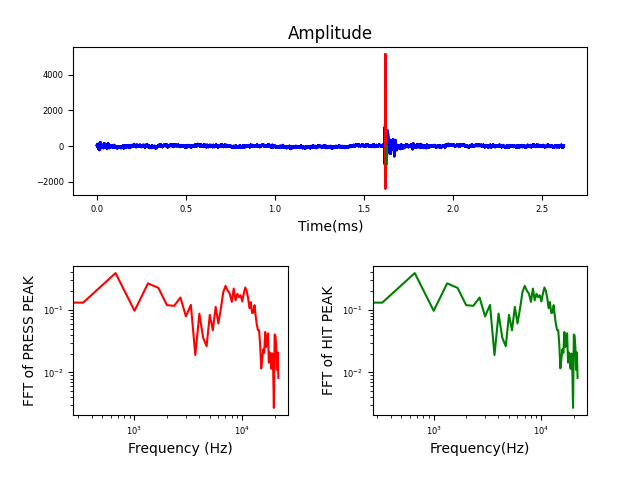 Amplitude
4000
2000
0
−2000
0.0 0.5 1.0 1.5 2.0 2.5
Time(ms)
FFT of PRESS PEAK
10⁻¹
10⁻²
10³ 10⁴
Frequency (Hz)
FFT of HIT PEAK
10⁻¹
10⁻²
10³ 10⁴
Frequency(Hz)